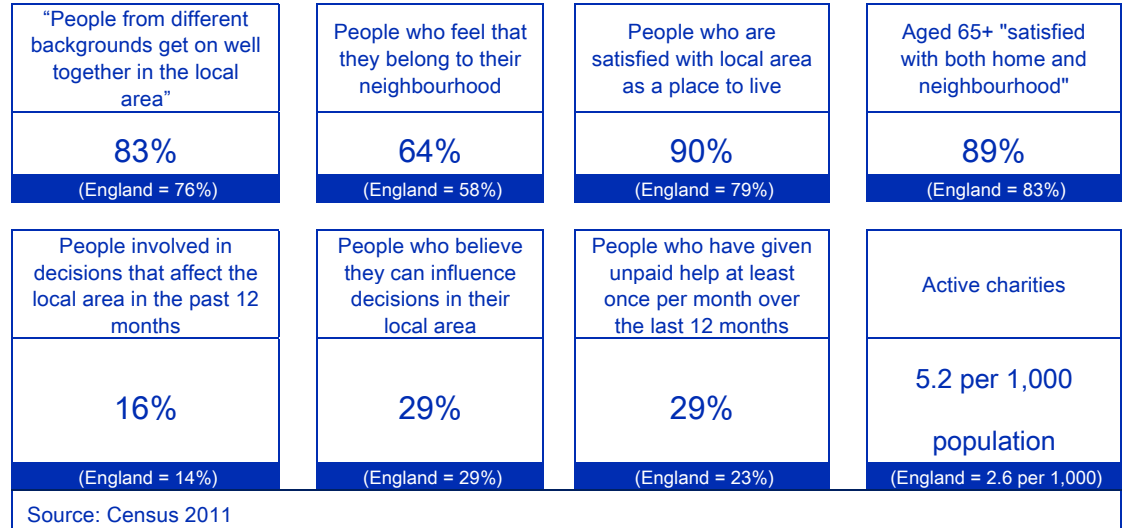 “People from different
backgrounds get on well
together in the local
area”
83%
(England = 76%)
People who feel that
they belong to their
neighbourhood
64%
(England = 58%)
People who are
satisfied with local area
as a place to live
90%
(England = 79%)
Aged 65+ "satisfied
with both home and
neighbourhood"
89%
(England = 83%)
People involved in
decisions that affect the
local area in the past 12
months
16%
(England = 14%)
People who believe
they can influence
decisions in their
local area
29%
(England = 29%)
People who have given
unpaid help at least
once per month over
the last 12 months
29%
(England = 23%)
Active charities
5.2 per 1,000
population
(England = 2.6 per 1,000)
Source: Census 2011